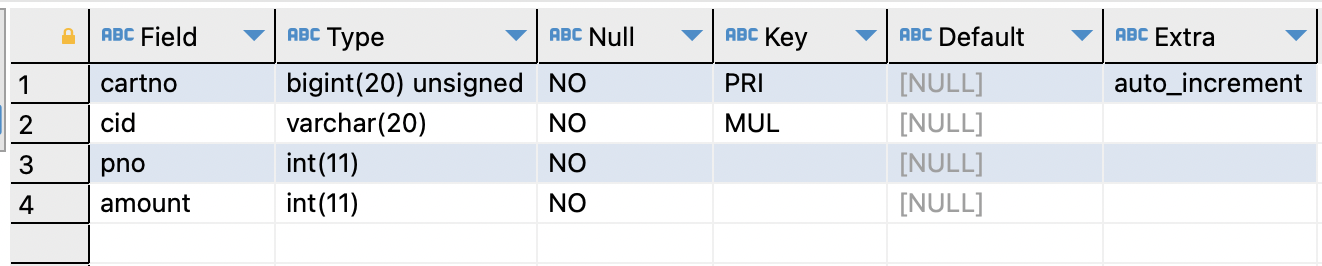 ABC Field ABC Type ABC Null ABC Key ABC Default ABC Extra
1 cartno bigint(20) unsigned NO PRI [NULL] auto_increment
2 cid varchar(20) NO MUL [NULL]
3 pno int(11) NO [NULL]
4 amount int(11) NO [NULL]